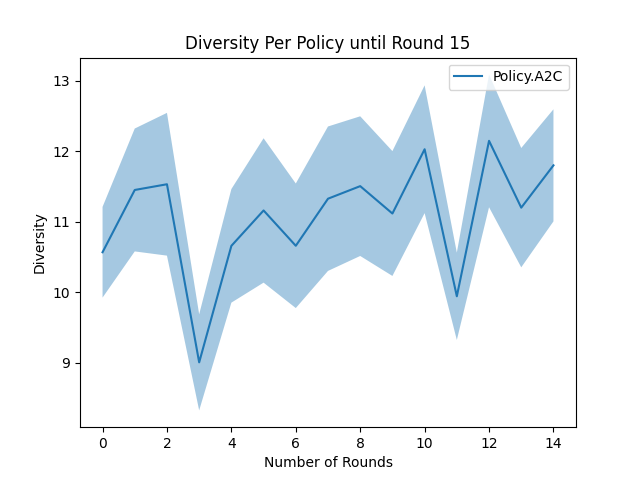 Diversity Per Policy until Round 15
Policy.A2C
13
12
11
10
9
Diversity
0 2 4 6 8 10 12 14
Number of Rounds